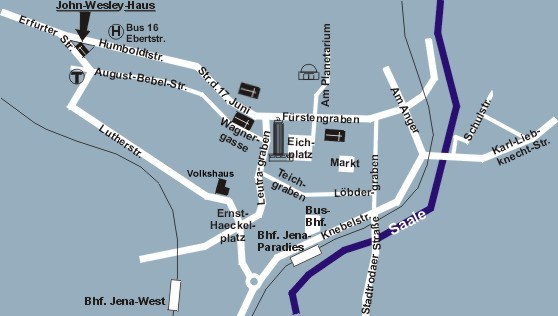 John-Wesley-Haus
Erfurter Str.
H
Bus 16
Ebertstr.
Humboldtstr.
T
August-Bebel-Str.
Str.d. 17. Juni
Am Planetarium
Fürstengraben
Am Anger
Schulstr.
Karl-Lieb-
knecht-Str.
Wagner-
gasse
Eich-
platz
Markt
Lutherstr.
Leutra-graben
Volkshaus
Teich-
graben
Löbder-graben
Ernst-
Haeckel-
platz
Bus-
Bhf.
Knebelstr.
Saale
Bhf. Jena-
Paradies
Stadtrodaer Straße
Bhf. Jena-West